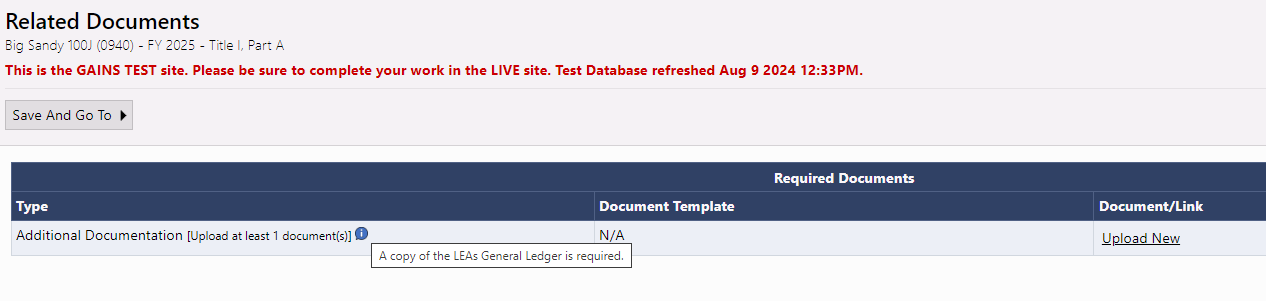 Related Documents
Big Sandy 100J (0940) - FY 2025 - Title I, Part A
This is the GAINS TEST site. Please be sure to complete your work in the LIVE site. Test Database refreshed Aug 9 2024 12:33PM.
Save And Go To
Required Documents
Type Document Template Document/Link
Additional Documentation [Upload at least 1 document(s)] N/A Upload New
A copy of the LEAs General Ledger is required.